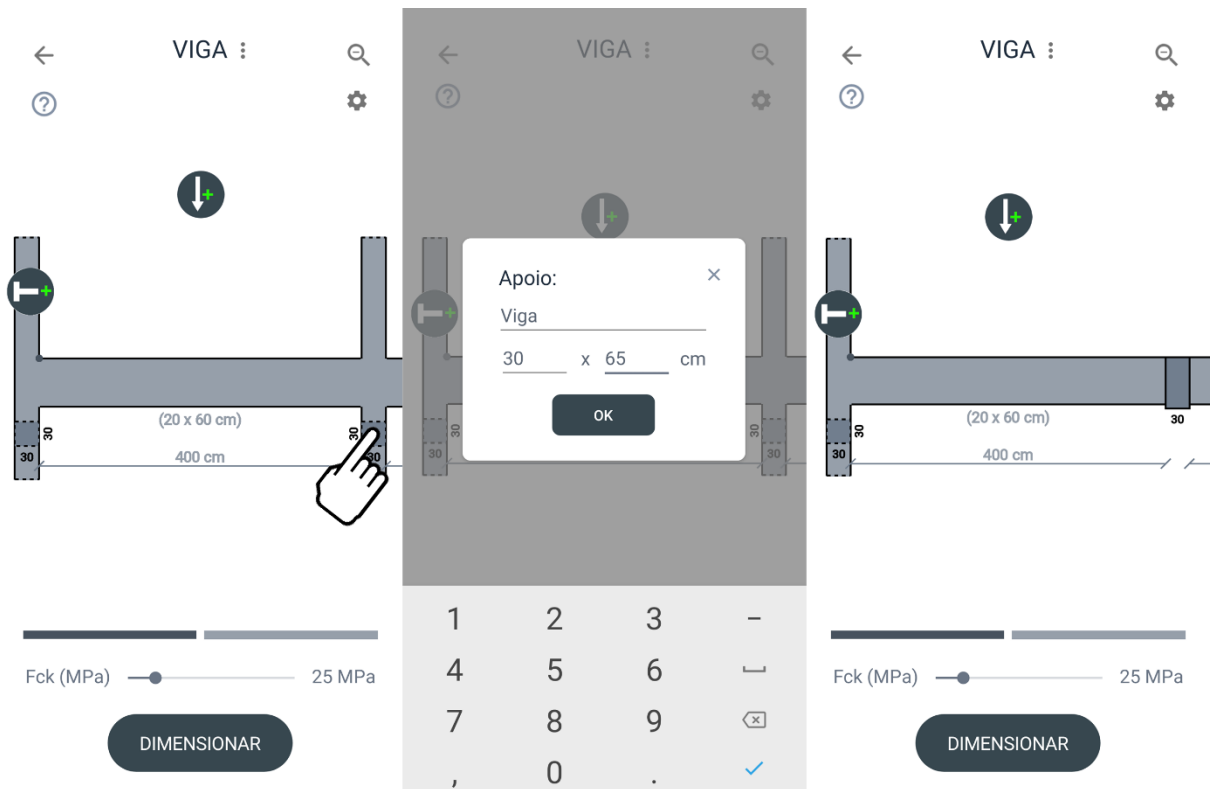 VIGA
?
30
30
(20 x 60 cm)
400 cm
30
30
Fck (MPa)
25 MPa
DIMENSIONAR
VIGA
?
Apoio:
Viga
30 x 65 cm
OK
30
30
30
30
1 2 3 –
4 5 6
7 8 9
, 0 .
VIGA
?
30
30
(20 x 60 cm)
400 cm
30
Fck (MPa)
25 MPa
DIMENSIONAR